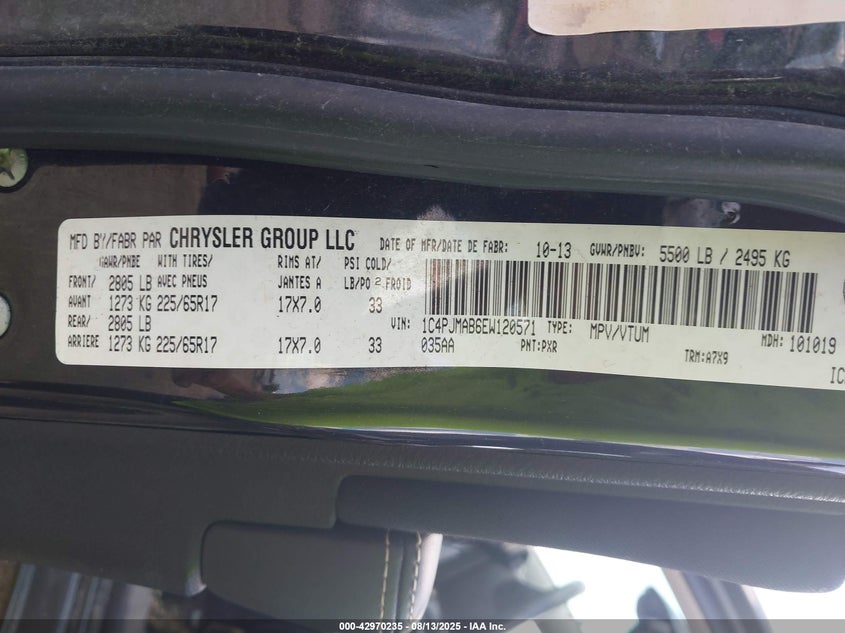 MFD BY/FABR PAR CHRYSLER GROUP LLC DATE OF MFR/DATE DE FABR: 10-13 GVWR/PNBV: 5500 LB / 2495 KG
GAWR/PNBE WITH TIRES/ RIMS AT/ PSI COLD/
FRONT/ 2805 LB AVEC PNEUS JANTES A LB/PO² FROID
AVANT 1273 KG 225/65R17 17X7.0 33
REAR/ 2805 LB VIN: 1C4PJMAB6EW120571 TYPE: MPV/VTUM MDH: 101019
ARRIERE 1273 KG 225/65R17 17X7.0 33 035AA PNT:PXR TRM:A7X9
000-42970235 - 08/13/2025 - IAA Inc.